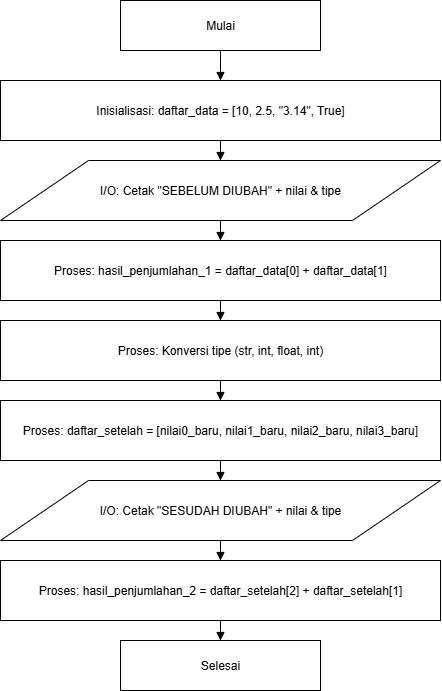 Mulai
Inisialisasi: daftar_data = [10, 2.5, "3.14", True]
I/O: Cetak "SEBELUM DIUBAH" + nilai & tipe
Proses: hasil_penjumlahan_1 = daftar_data[0] + daftar_data[1]
Proses: Konversi tipe (str, int, float, int)
Proses: daftar_setelah = [nilai0_baru, nilai1_baru, nilai2_baru, nilai3_baru]
I/O: Cetak "SESUDAH DIUBAH" + nilai & tipe
Proses: hasil_penjumlahan_2 = daftar_setelah[2] + daftar_setelah[1]
Selesai